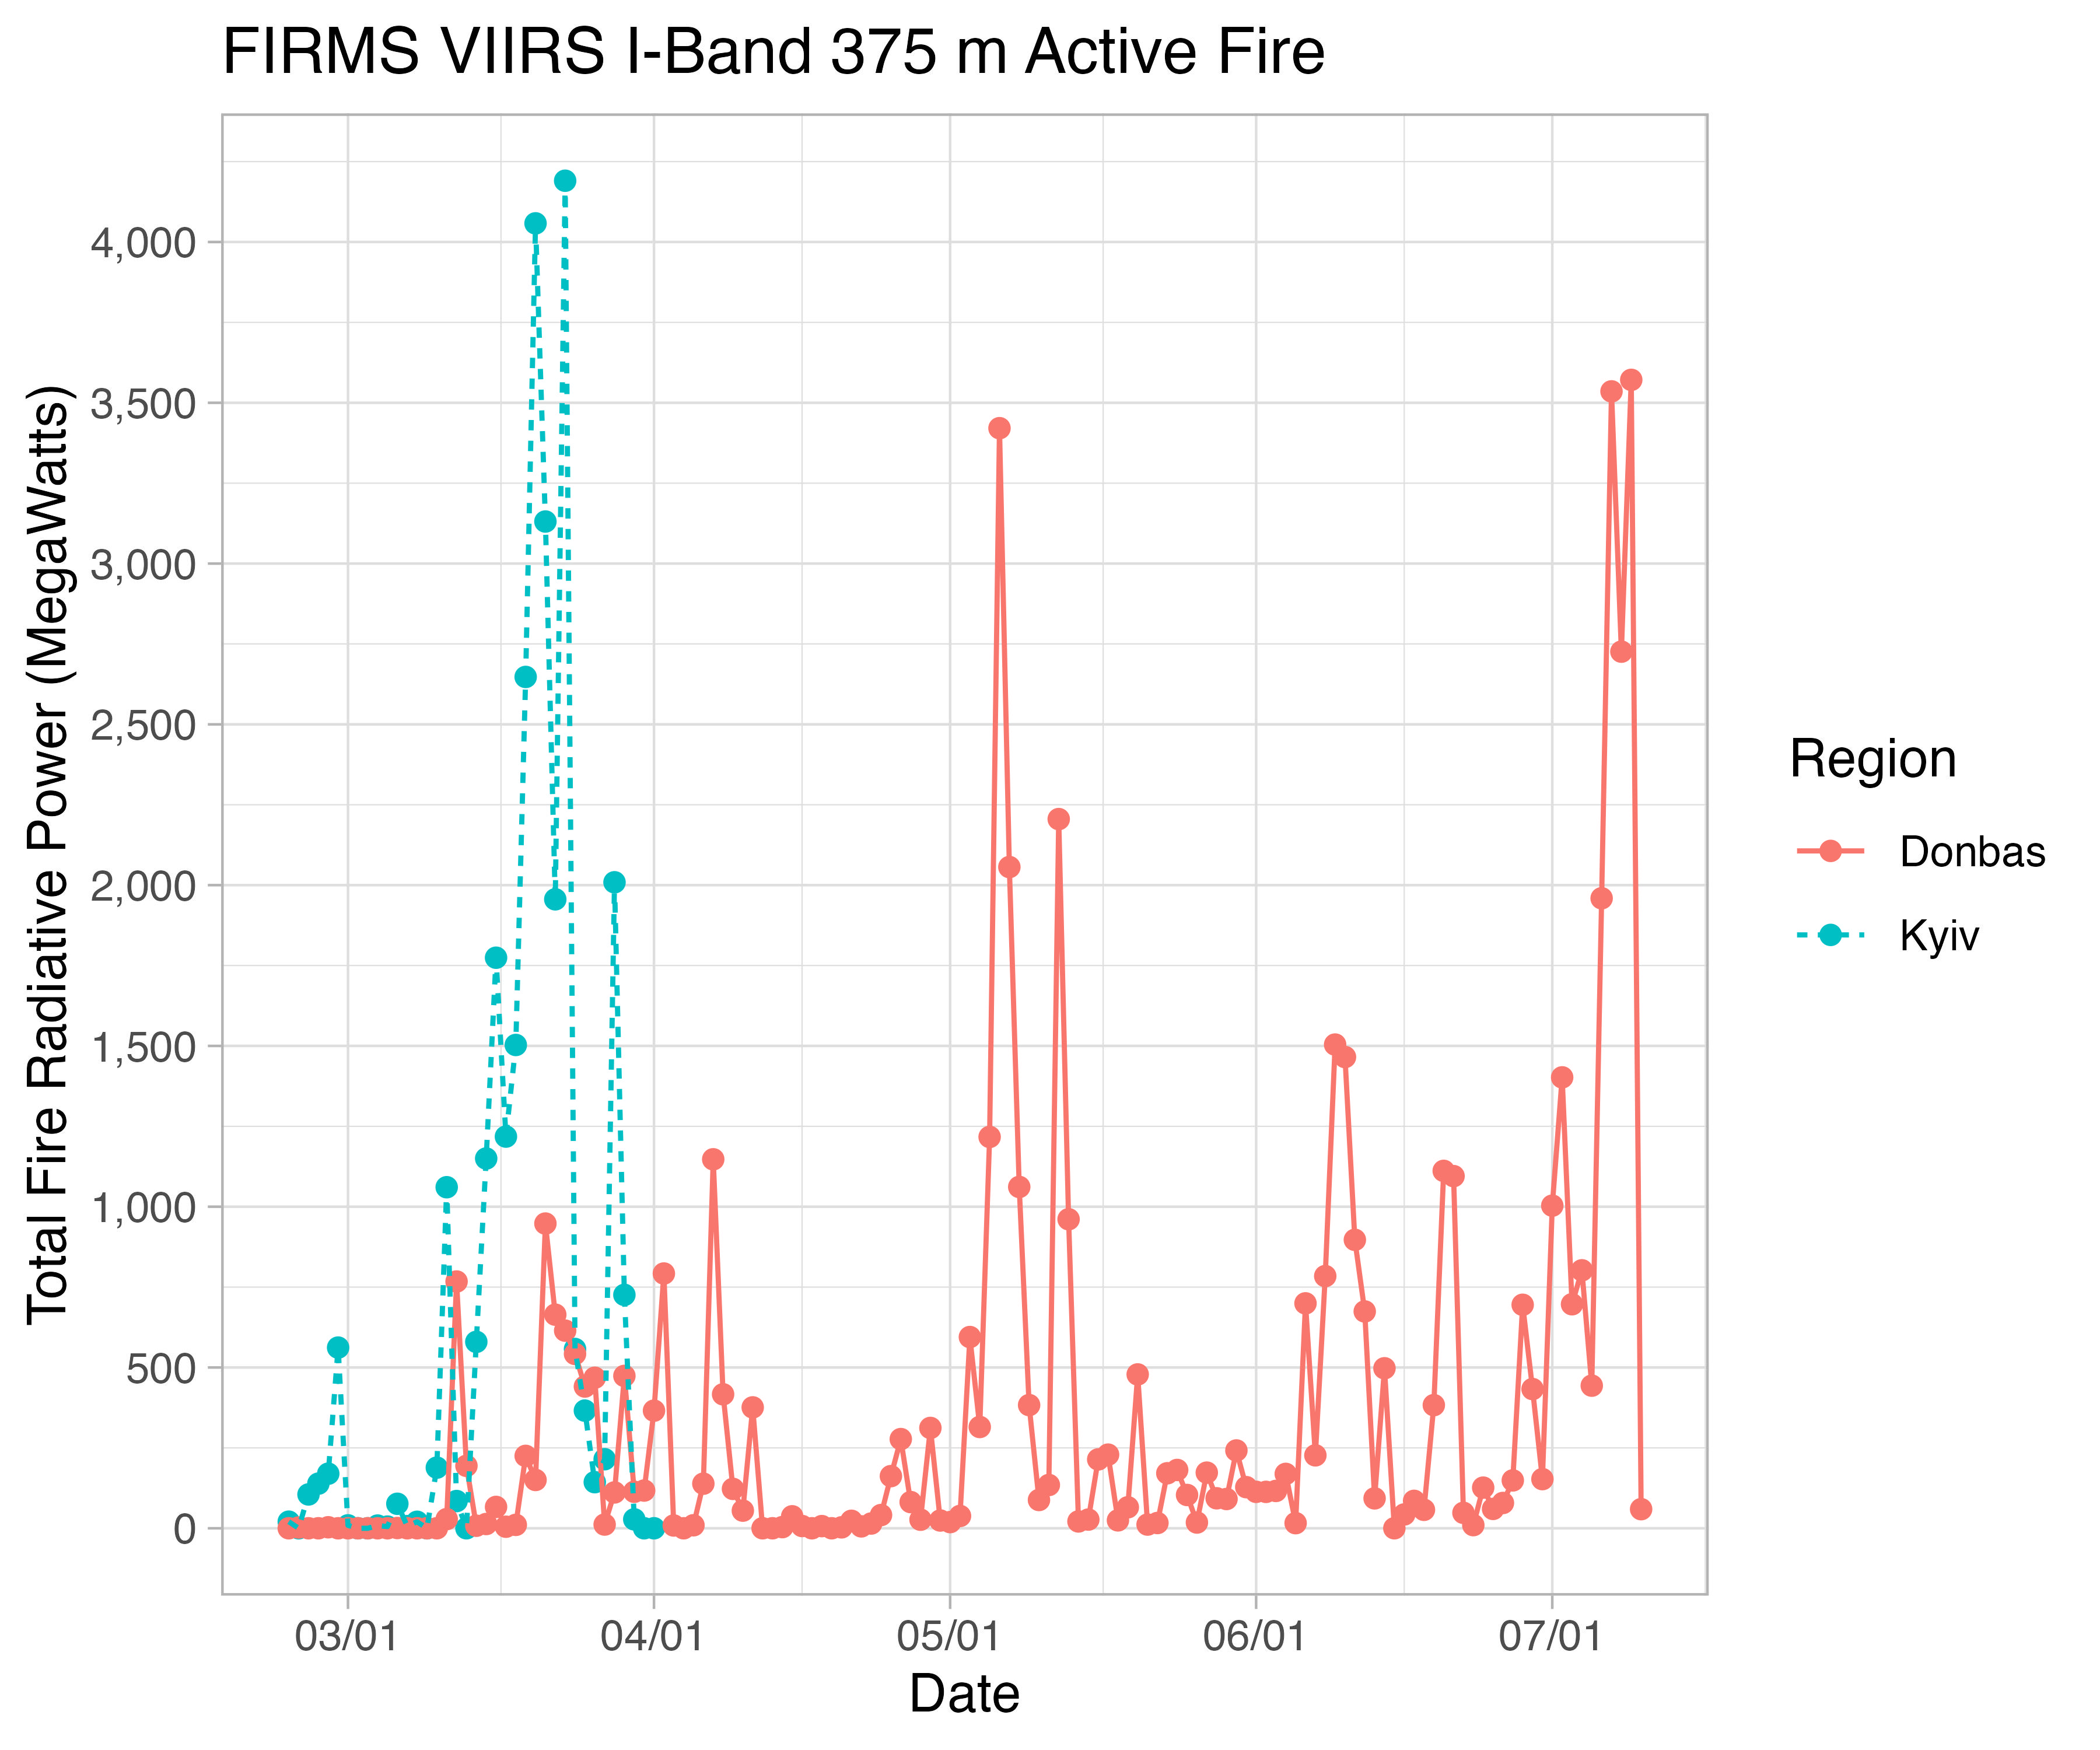 FIRMS VIIRS I-Band 375 m Active Fire
Total Fire Radiative Power (MegaWatts)
4,000
3,500
3,000
2,500
2,000
1,500
1,000
500
0
03/01 04/01 05/01 06/01 07/01
Date
Region
Donbas
Kyiv